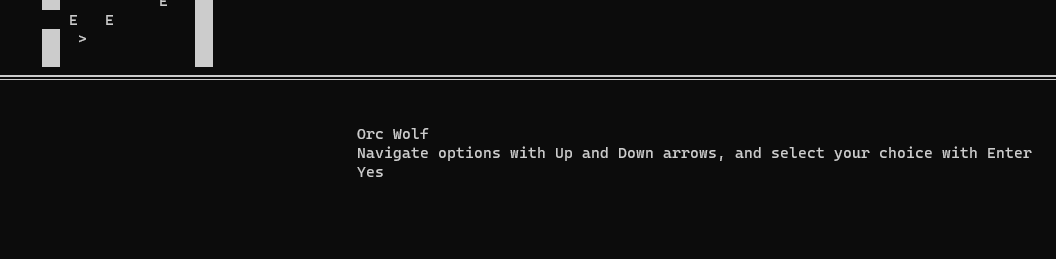 E
E E
>
Orc Wolf
Navigate options with Up and Down arrows, and select your choice with Enter
Yes